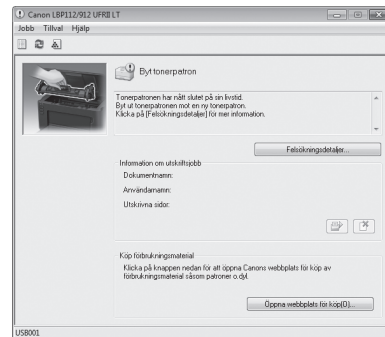 Canon LBP112/912 UFRII LT
Jobb Tillval Hjälp
Byt tonerpatron
Tonerpatronen har nått slutet på sin livstid.
Byt ut tonerpatronen mot en ny tonerpatron.
Klicka på [Felsökningsdetaljer] för mer information.
Felsökningsdetaljer...
Information om utskriftsjobb
Dokumentnamn:
Användarnamn:
Utskrivna sidor:
Köp förbrukningsmaterial
Klicka på knappen nedan för att öppna Canons webbplats för köp av
förbrukningsmaterial såsom patroner o.dyl.
Öppna webbplats för köp(O)...
USB001